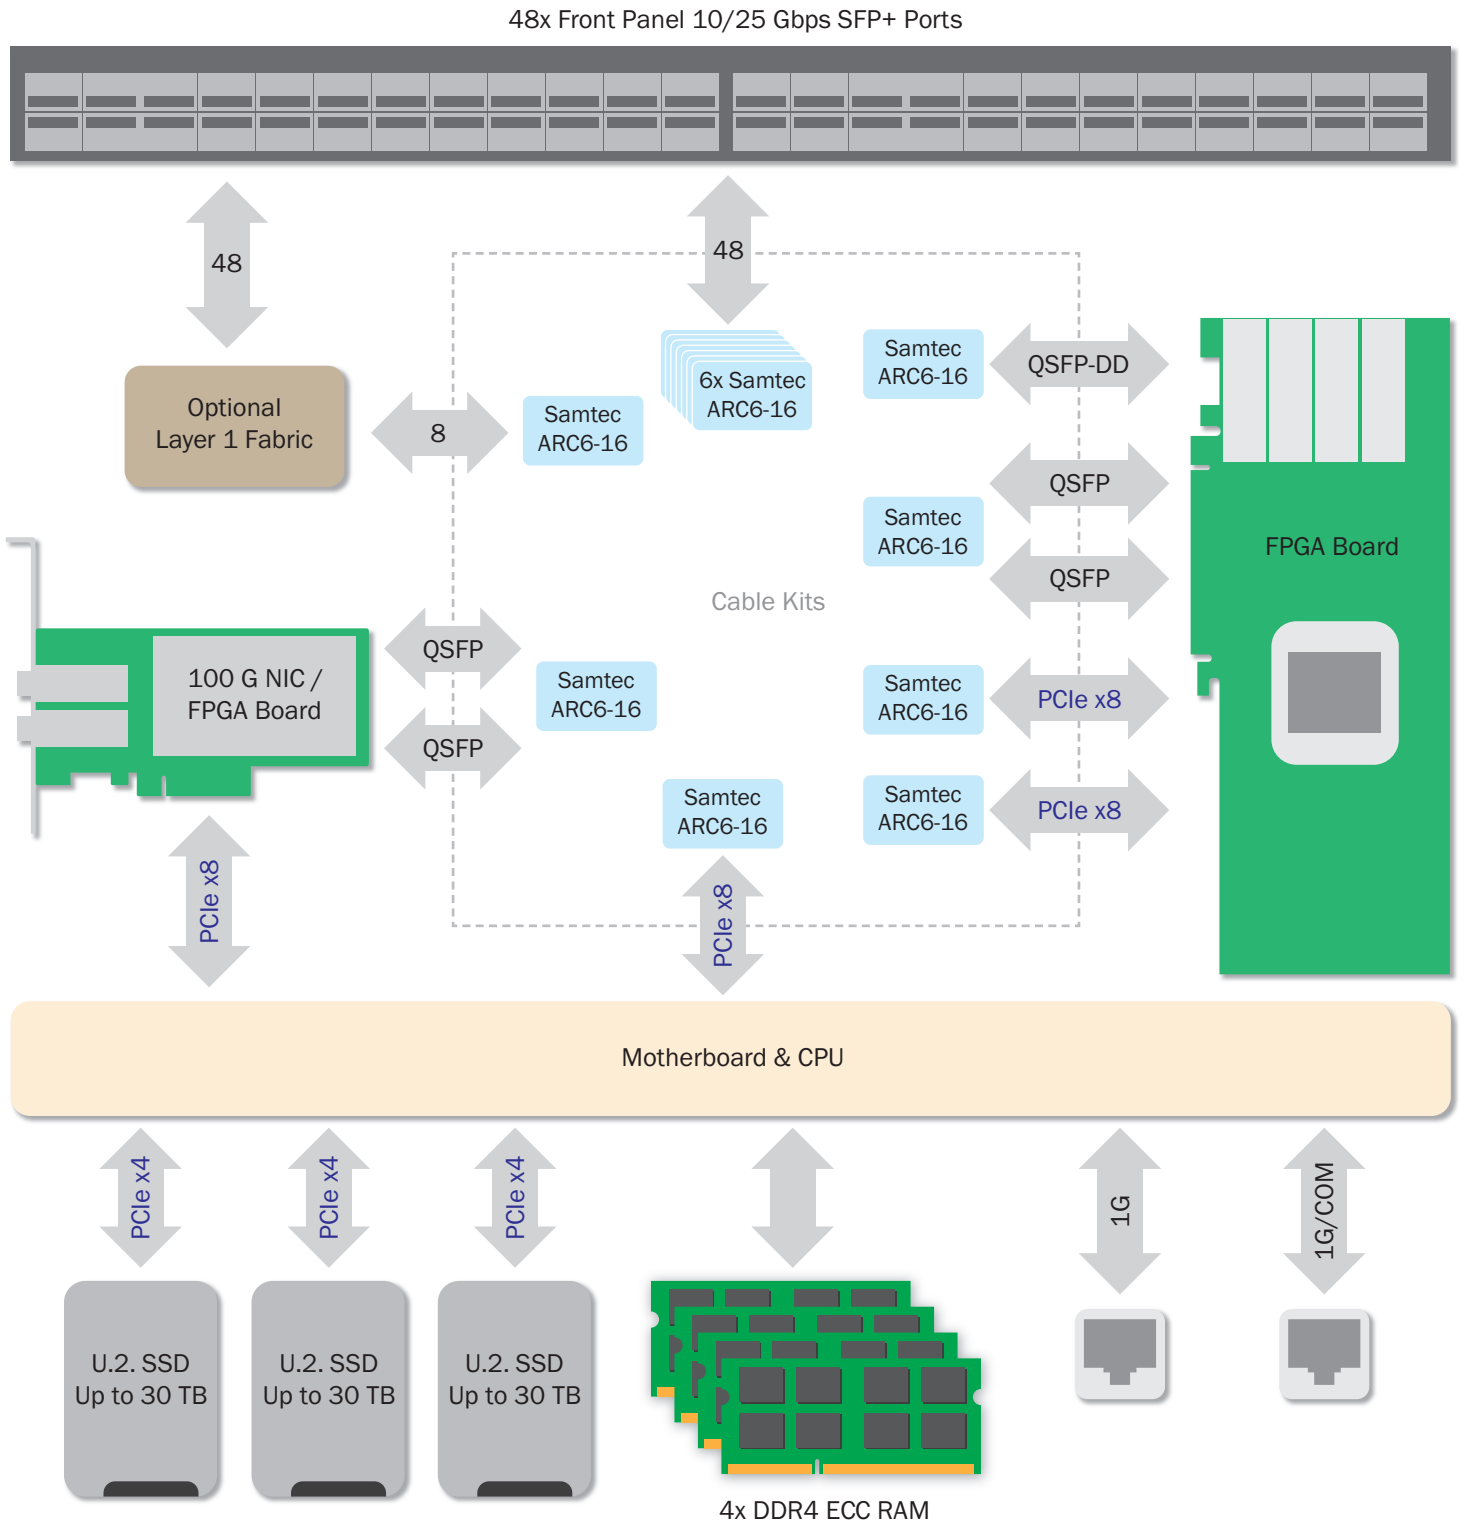 48x Front Panel 10/25 Gbps SFP+ Ports
48
48
Optional
Layer 1 Fabric
8
Samtec
ARC6-16
6x Samtec
ARC6-16
Samtec
ARC6-16
QSFP-DD
QSFP
Samtec
ARC6-16
QSFP
FPGA Board
Cable Kits
100 G NIC /
FPGA Board
QSFP
QSFP
Samtec
ARC6-16
Samtec
ARC6-16
PCIe x8
Samtec
ARC6-16
PCIe x8
Samtec
ARC6-16
PCIe x8
PCIe x8
Motherboard & CPU
PCIe x4
PCIe x4
PCIe x4
1G
1G/COM
U.2. SSD
Up to 30 TB
U.2. SSD
Up to 30 TB
U.2. SSD
Up to 30 TB
4x DDR4 ECC RAM